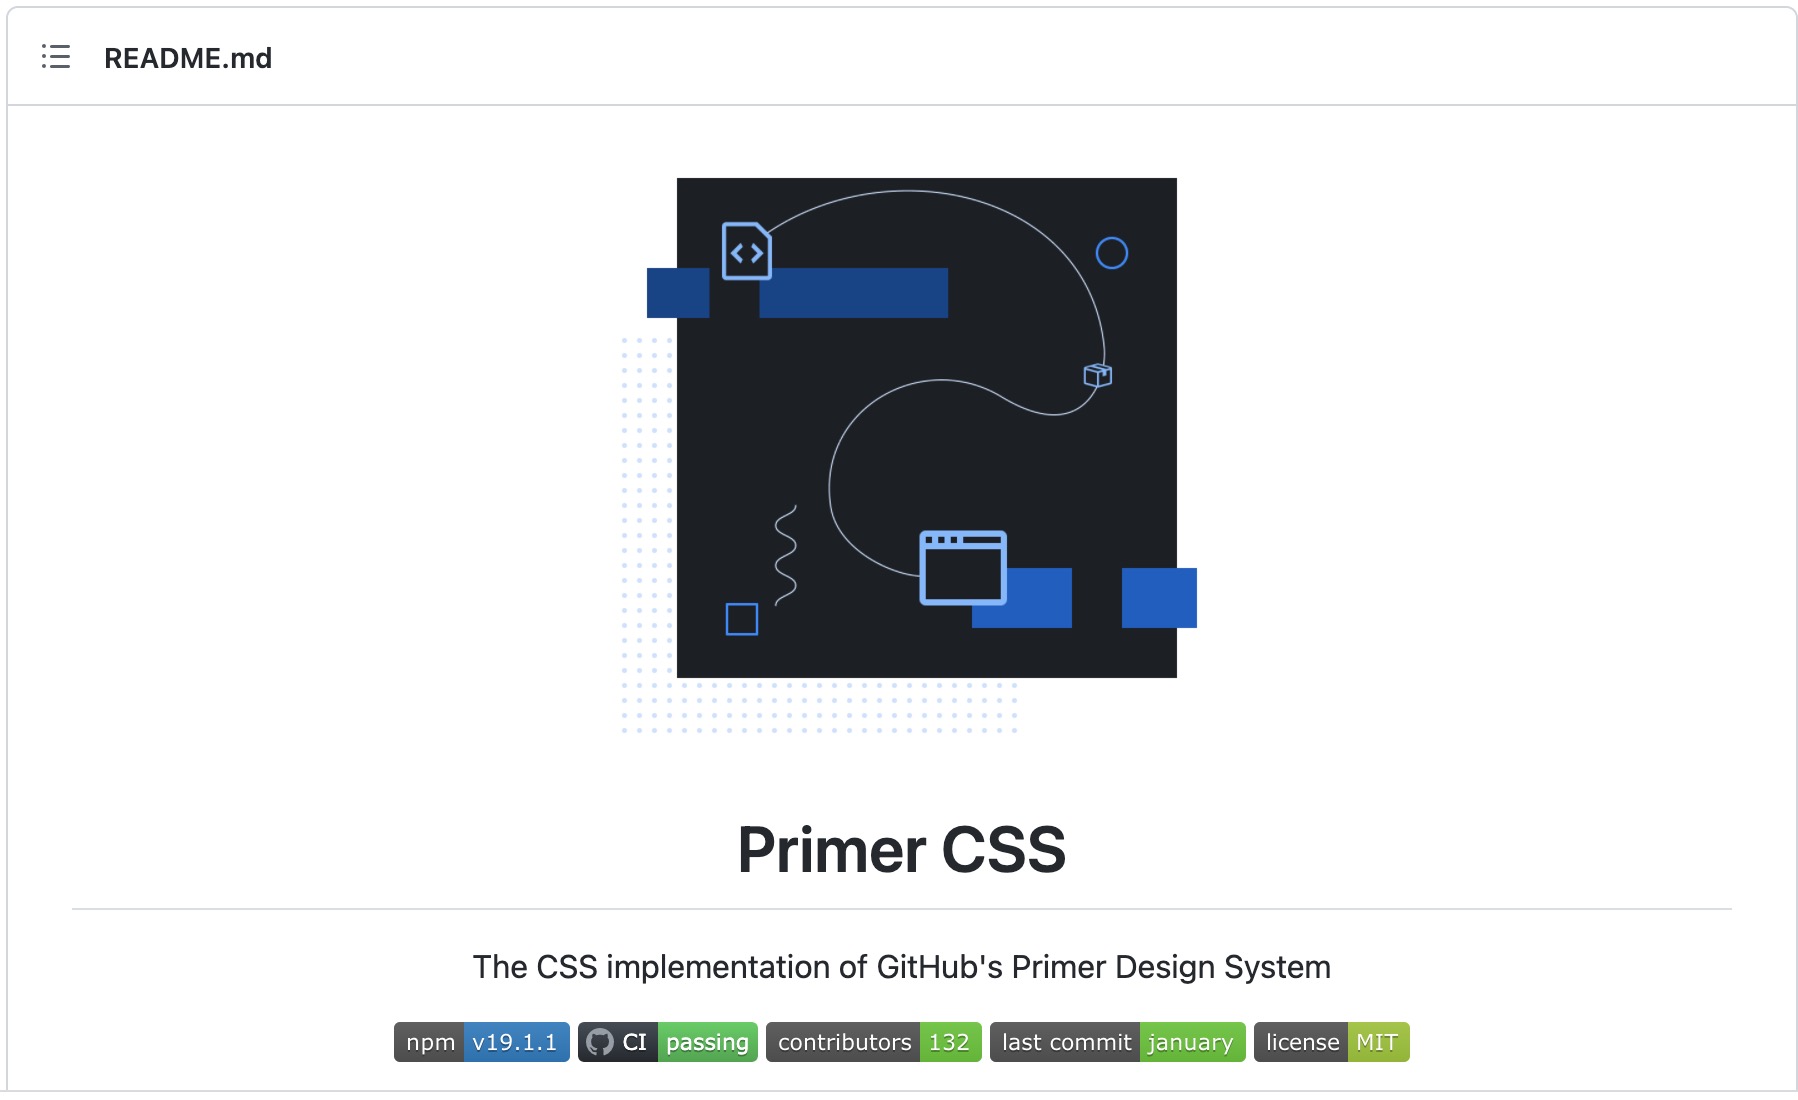 README.md
Primer CSS
The CSS implementation of GitHub's Primer Design System
npm v19.1.1 CI passing contributors 132 last commit january license MIT